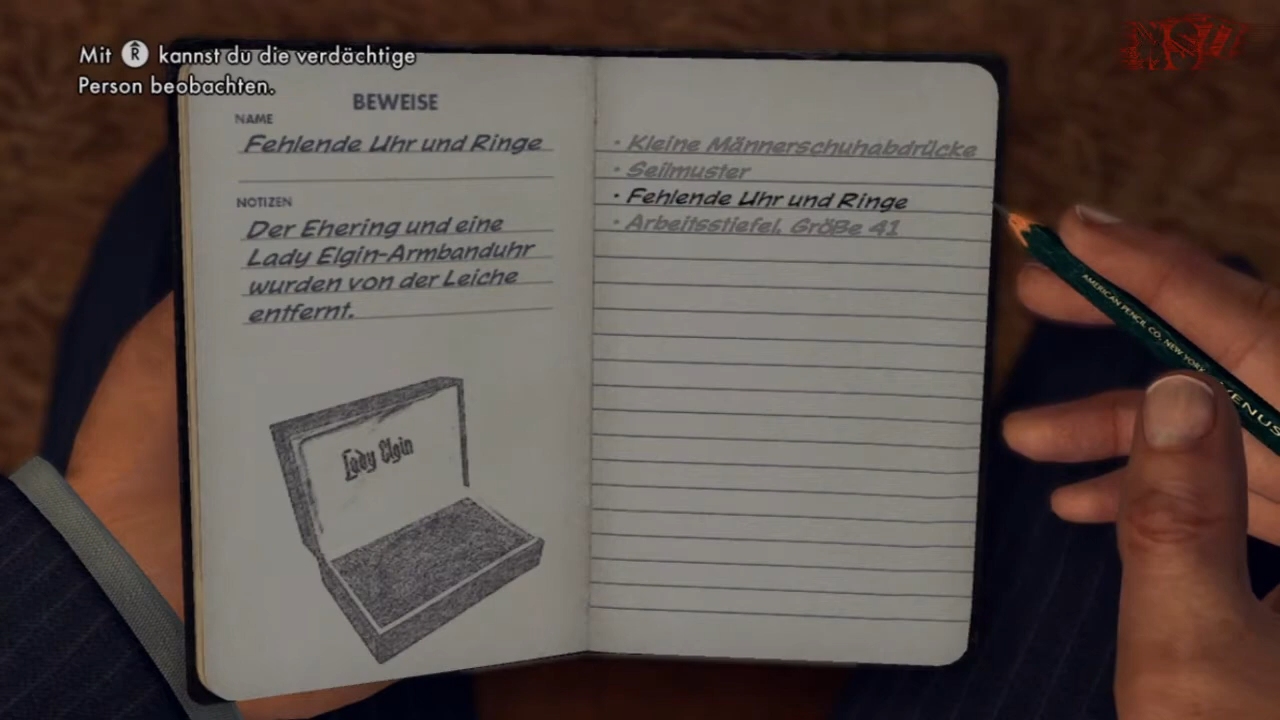 Mit R kannst du die verdächtige
Person beobachten.
NSU
BEWEISE
NAME
Fehlende Uhr und Ringe
NOTIZEN
Der Ehering und eine
Lady Elgin-Armbanduhr
wurden von der Leiche
entfernt.
Lady Elgin
• Kleine Männerschuhabdrücke
• Seilmuster
• Fehlende Uhr und Ringe
• Arbeitsstiefel, Größe 41
AMERICAN PENCIL CO. NEW YORK
VENUS